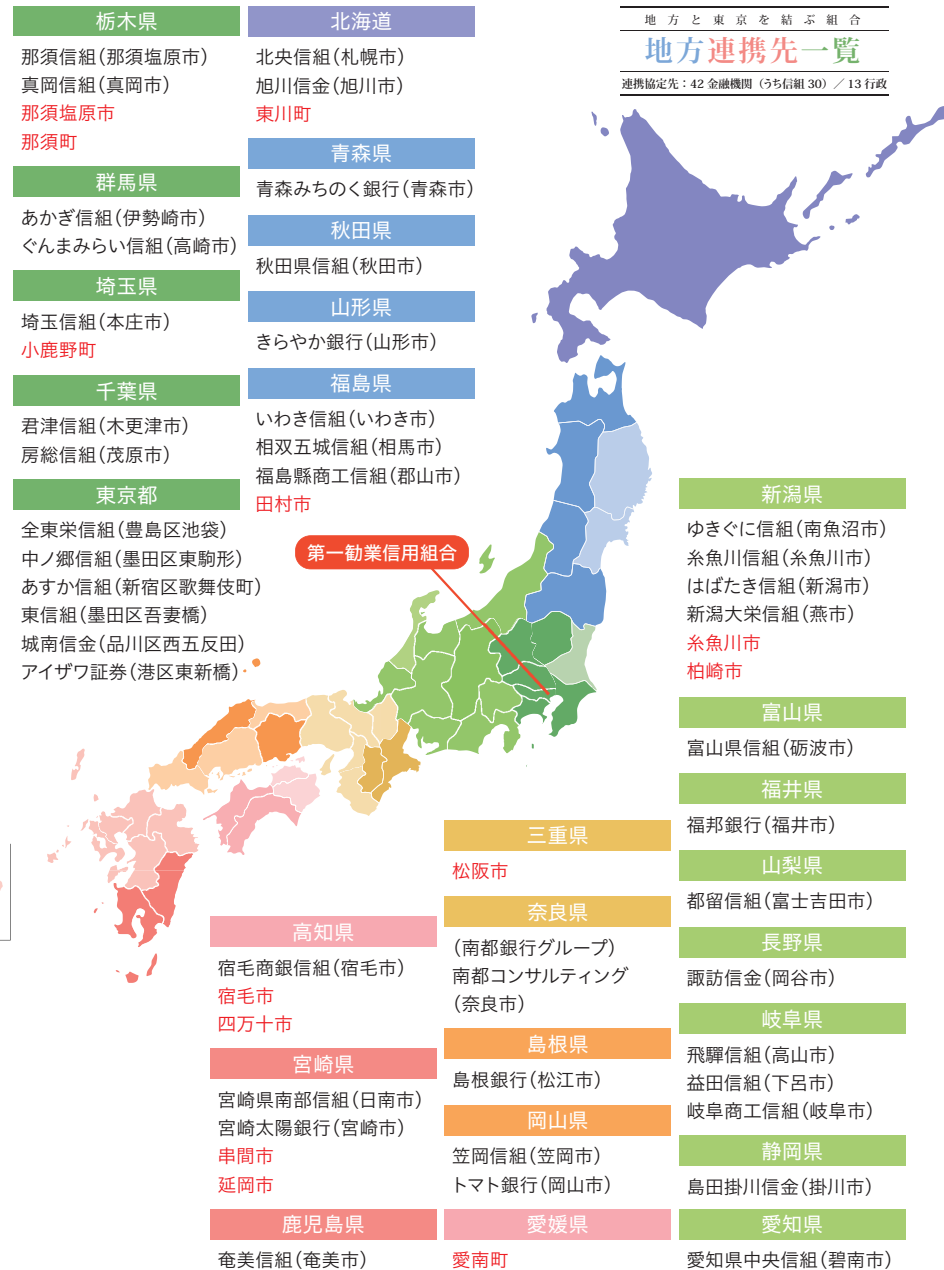 地方と東京を結ぶ組合
地方連携先一覧
連携協定先:42金融機関(うち信組30)/13行政
栃木県
那須信組(那須塩原市)
真岡信組(真岡市)
那須塩原市
那須町
群馬県
あかぎ信組(伊勢崎市)
ぐんまみらい信組(高崎市)
埼玉県
埼玉信組(本庄市)
小鹿野町
千葉県
君津信組(木更津市)
房総信組(茂原市)
東京都
全東栄信組(豊島区池袋)
中ノ郷信組(墨田区東駒形)
あすか信組(新宿区歌舞伎町)
東信組(墨田区吾妻橋)
城南信金(品川区西五反田)
アイザワ証券(港区東新橋)
北海道
北央信組(札幌市)
旭川信金(旭川市)
東川町
青森県
青森みちのく銀行(青森市)
秋田県
秋田県信組(秋田市)
山形県
きらやか銀行(山形市)
福島県
いわき信組(いわき市)
相双五城信組(相馬市)
福島縣商工信組(郡山市)
田村市
第一勧業信用組合
新潟県
ゆきぐに信組(南魚沼市)
糸魚川信組(糸魚川市)
はばたき信組(新潟市)
新潟大栄信組(燕市)
糸魚川市
柏崎市
富山県
富山県信組(砺波市)
福井県
福邦銀行(福井市)
山梨県
都留信組(富士吉田市)
長野県
諏訪信金(岡谷市)
岐阜県
飛驒信組(高山市)
益田信組(下呂市)
岐阜商工信組(岐阜市)
静岡県
島田掛川信金(掛川市)
愛知県
愛知県中央信組(碧南市)
三重県
松阪市
奈良県
(南都銀行グループ)
南都コンサルティング
(奈良市)
島根県
島根銀行(松江市)
岡山県
笠岡信組(笠岡市)
トマト銀行(岡山市)
愛媛県
愛南町
高知県
宿毛商銀信組(宿毛市)
宿毛市
四万十市
宮崎県
宮崎県南部信組(日南市)
宮崎太陽銀行(宮崎市)
串間市
延岡市
鹿児島県
奄美信組(奄美市)